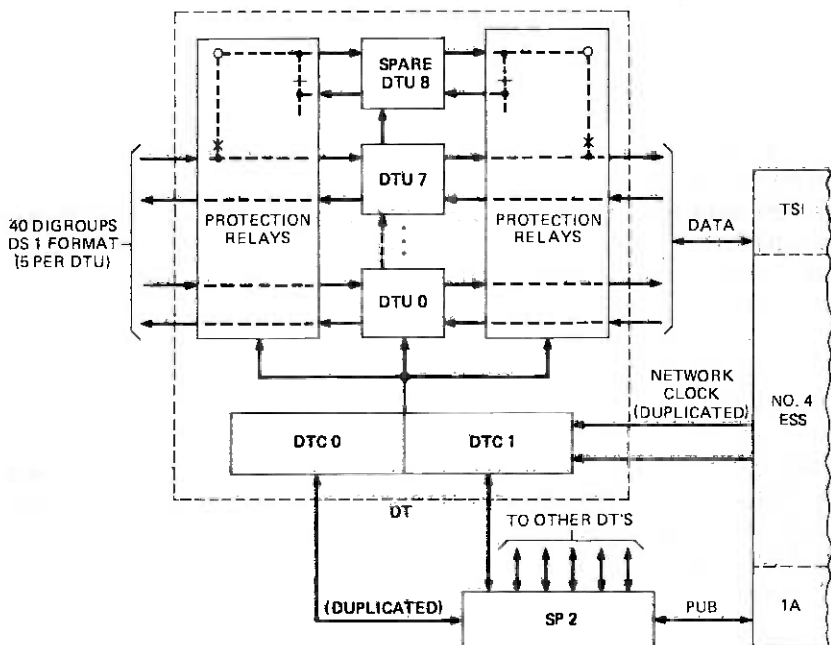 SPARE
DTU 8
DTU 7
PROTECTION
RELAYS
PROTECTION
RELAYS
40 DIGROUPS
DS 1 FORMAT
(5 PER DTU)
DTU 0
DATA
TSI
NETWORK
CLOCK
(DUPLICATED)
NO. 4
ESS
DTC 0
DTC 1
DT
TO OTHER DT'S
(DUPLICATED)
SP 2
PUB
1A